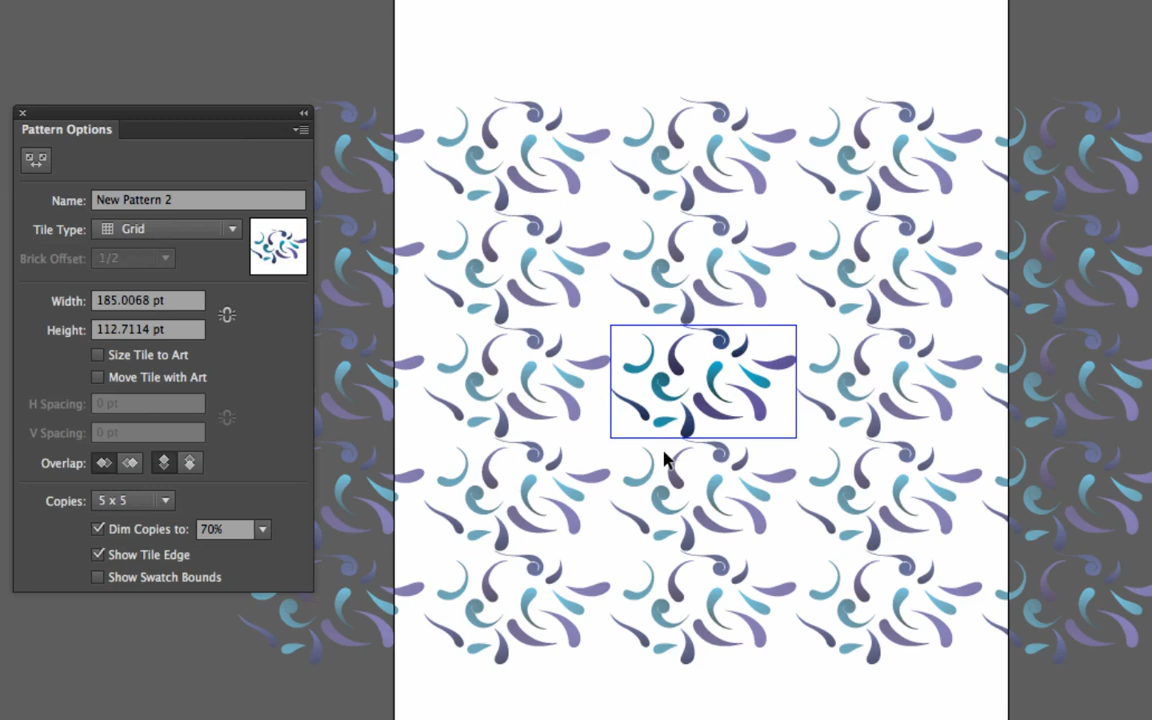 Pattern Options
Name: New Pattern 2
Tile Type: Grid
Brick Offset: 1/2
Width: 185.0068 pt
Height: 112.7114 pt
Size Tile to Art
Move Tile with Art
H Spacing: 0 pt
V Spacing: 0 pt
Overlap:
Copies: 5 x 5
Dim Copies to: 70%
Show Tile Edge
Show Swatch Bounds